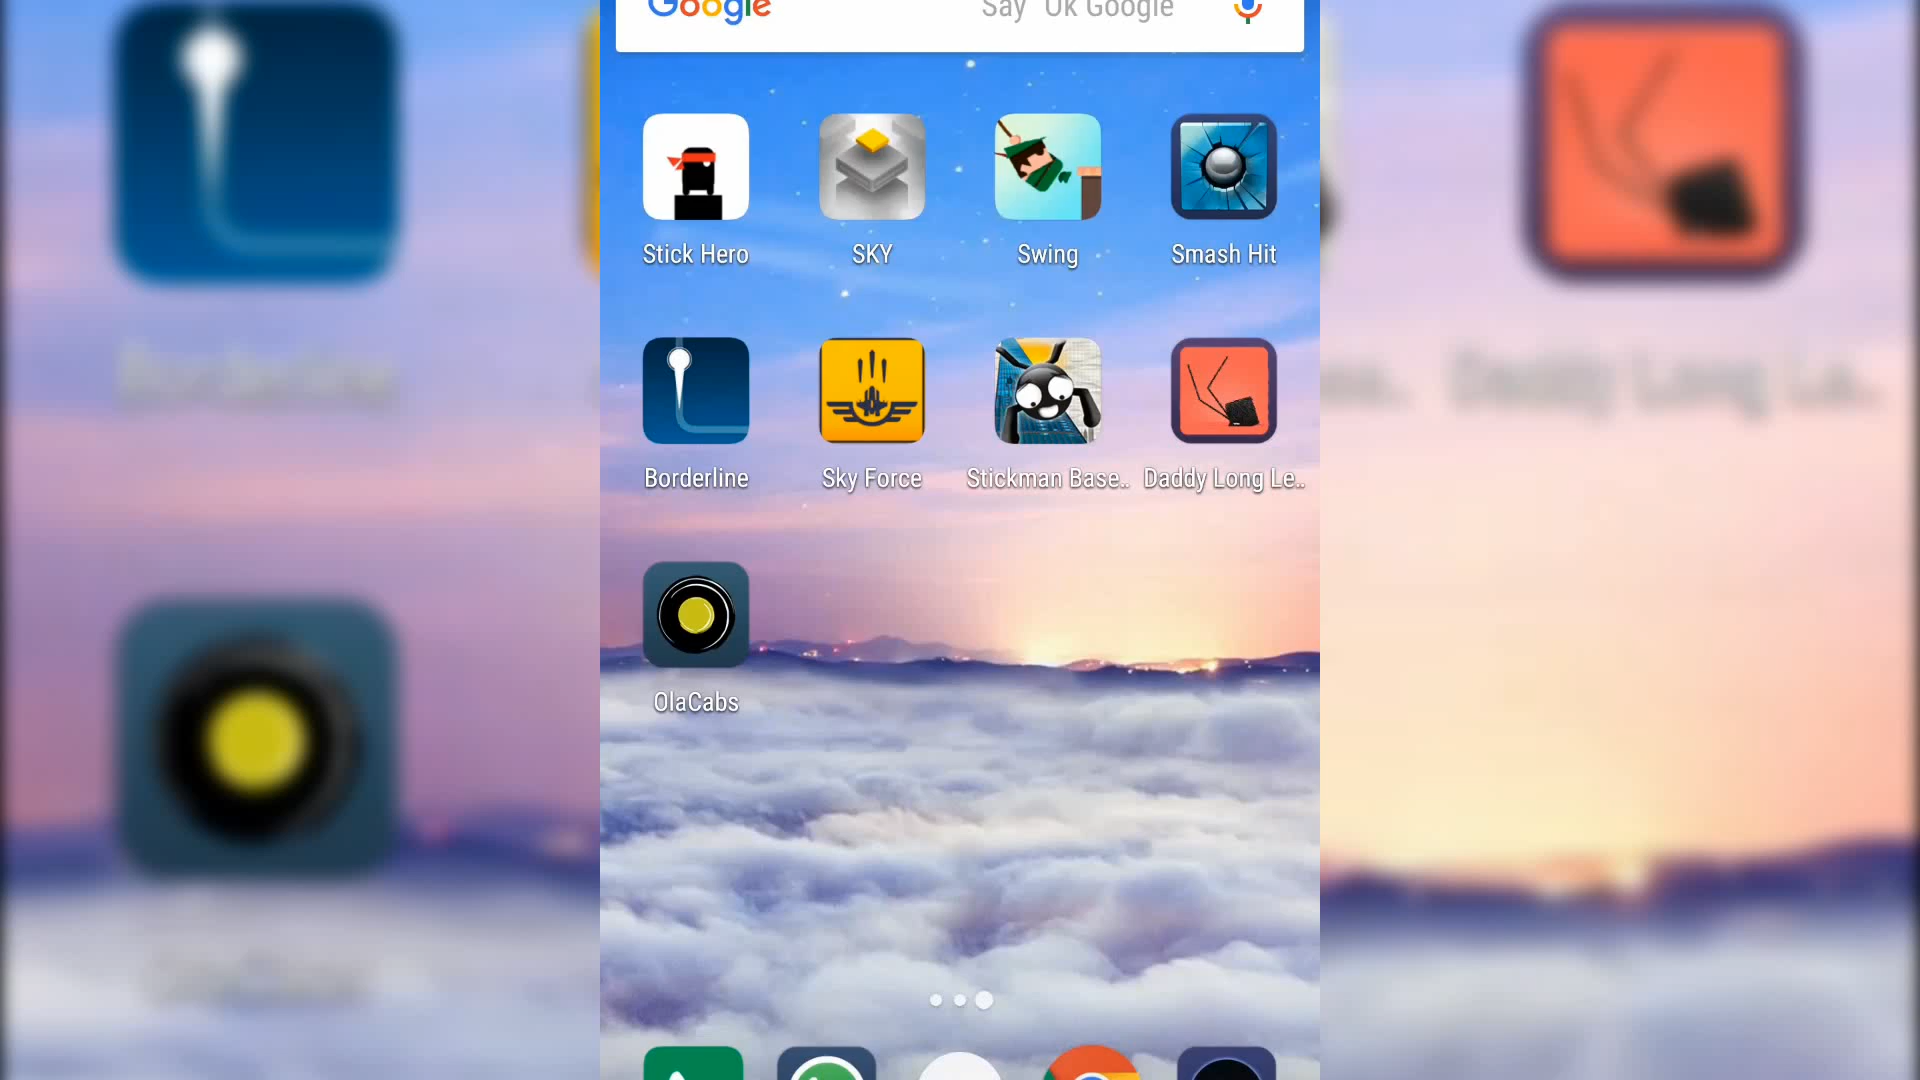 Google Say "Ok Google
Stick Hero SKY Swing Smash Hit
Borderline Sky Force Stickman Base.. Daddy Long Le..
OlaCabs